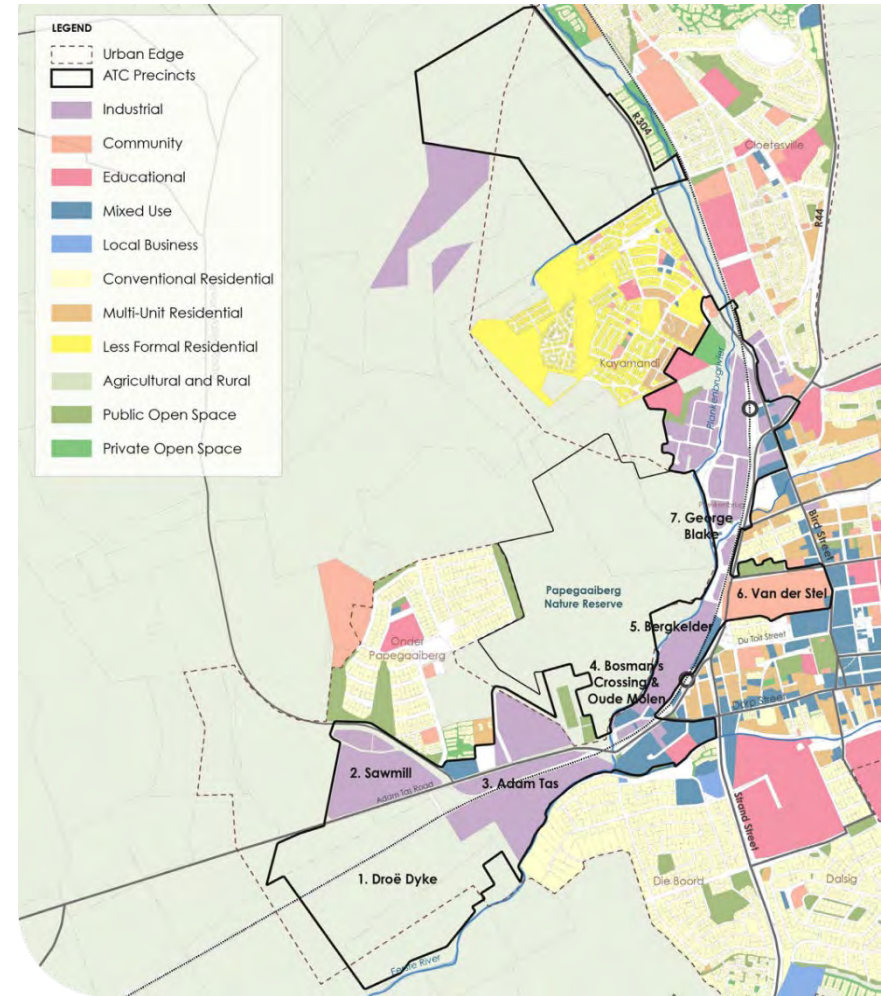 LEGEND
Urban Edge
ATC Precincts
Industrial
Community
Educational
Mixed Use
Local Business
Conventional Residential
Multi-Unit Residential
Less Formal Residential
Agricultural and Rural
Public Open Space
Private Open Space
R304
Cloetesville
R44
Kayamandi
Plankenbrugrivier
7. George
Blake
Bird Street
Papegaaiberg
Nature Reserve
6. Van der Stel
5. Bergkelder
Du Toit Street
Onder
Papegaaiberg
4. Bosman's
Crossing &
Oude Molen
Dorp Street
2. Sawmill
3. Adam Tas
Adam Tas Road
Strand Street
1. Droë Dyke
Die Boord
Dalsig
Eerste River